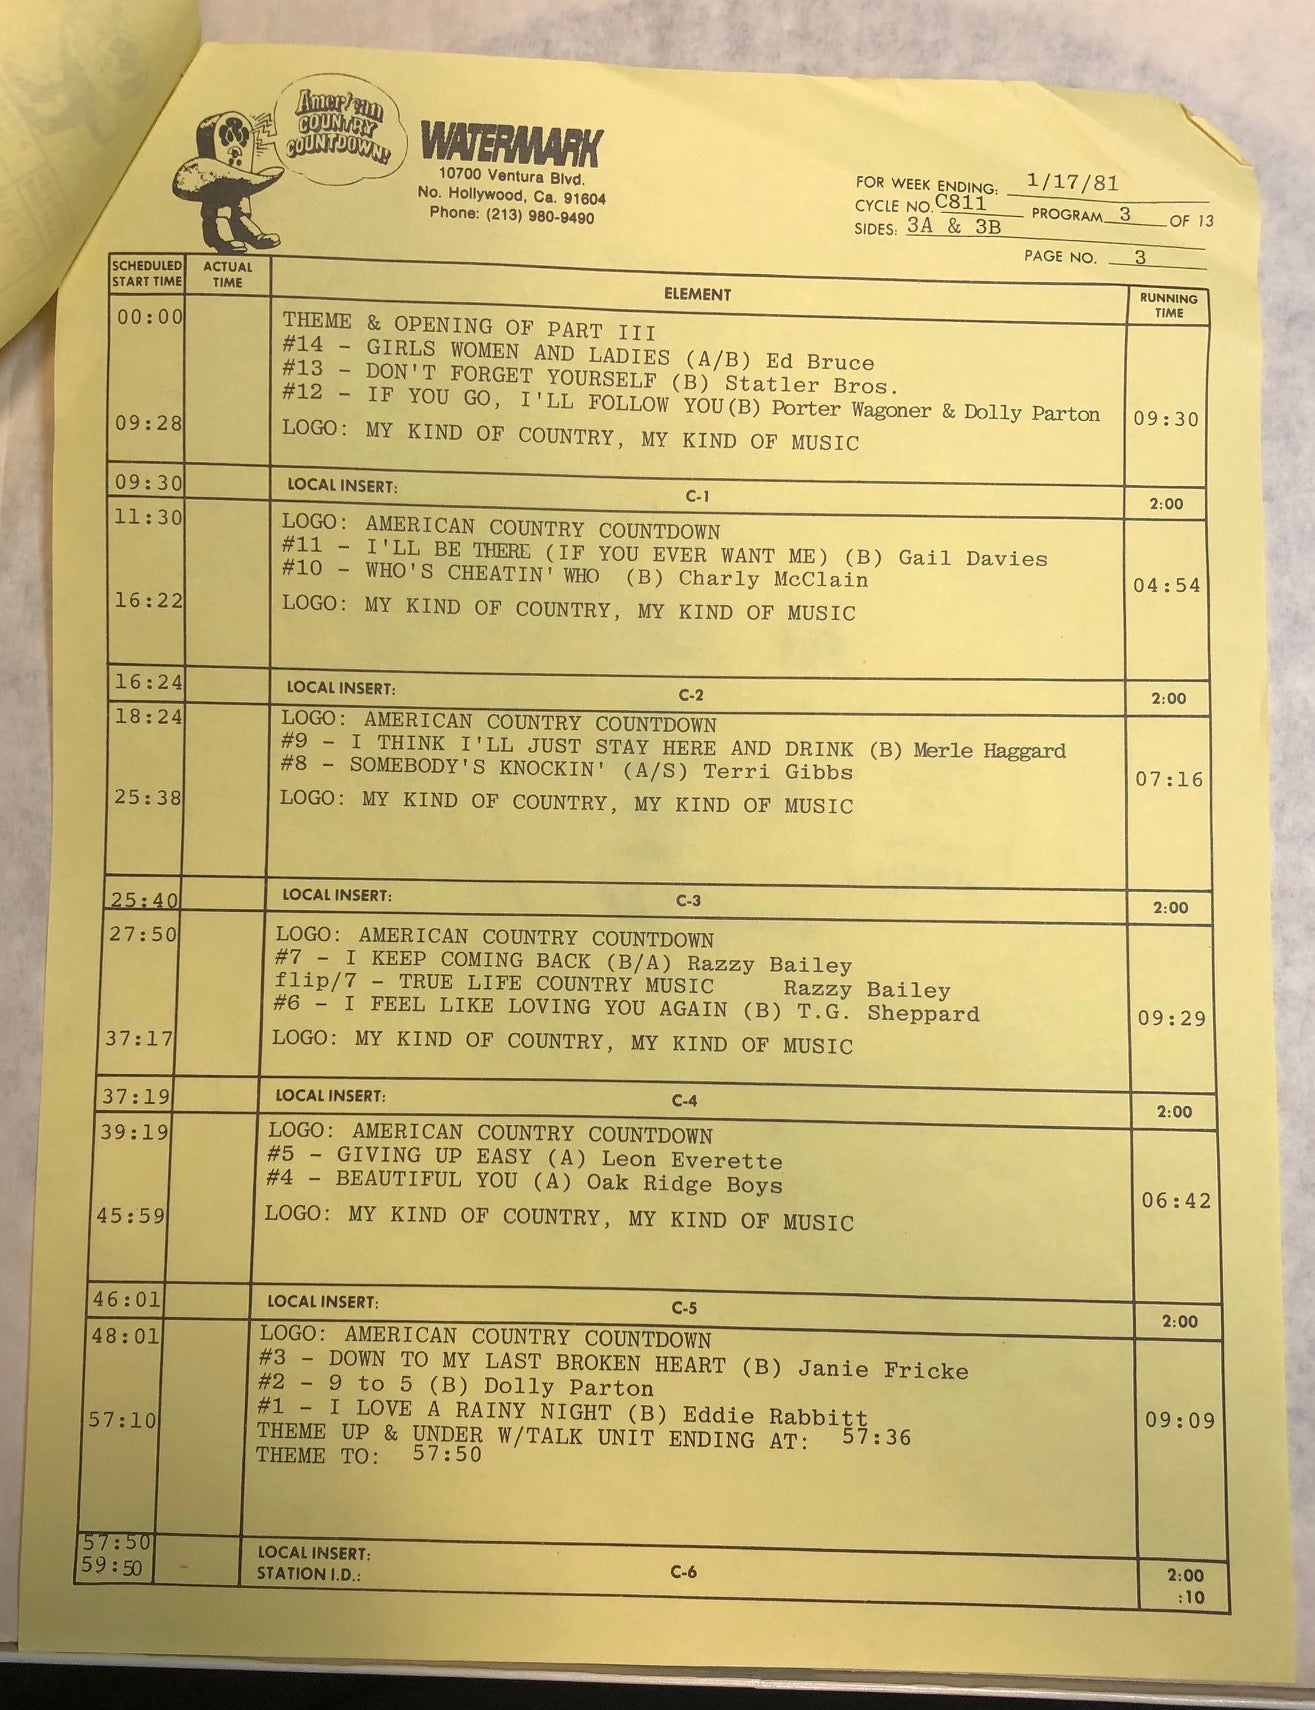 American
COUNTRY
COUNTDOWN!
WATERMARK
10700 Ventura Blvd.
No. Hollywood, Ca. 91604
Phone: (213) 980-9490
FOR WEEK ENDING: 1/17/81
CYCLE NO. C811 PROGRAM 3 OF 13
SIDES: 3A & 3B
PAGE NO. 3
SCHEDULED START TIME ACTUAL TIME ELEMENT RUNNING TIME
00:00 THEME & OPENING OF PART III
#14 - GIRLS WOMEN AND LADIES (A/B) Ed Bruce
#13 - DON'T FORGET YOURSELF (B) Statler Bros.
#12 - IF YOU GO, I'LL FOLLOW YOU(B) Porter Wagoner & Dolly Parton 09:30
09:28 LOGO: MY KIND OF COUNTRY, MY KIND OF MUSIC
09:30 LOCAL INSERT: C-1 2:00
11:30 LOGO: AMERICAN COUNTRY COUNTDOWN
#11 - I'LL BE THERE (IF YOU EVER WANT ME) (B) Gail Davies
#10 - WHO'S CHEATIN' WHO (B) Charly McClain 04:54
16:22 LOGO: MY KIND OF COUNTRY, MY KIND OF MUSIC
16:24 LOCAL INSERT: C-2 2:00
18:24 LOGO: AMERICAN COUNTRY COUNTDOWN
#9 - I THINK I'LL JUST STAY HERE AND DRINK (B) Merle Haggard
#8 - SOMEBODY'S KNOCKIN' (A/S) Terri Gibbs 07:16
25:38 LOGO: MY KIND OF COUNTRY, MY KIND OF MUSIC
25:40 LOCAL INSERT: C-3 2:00
27:50 LOGO: AMERICAN COUNTRY COUNTDOWN
#7 - I KEEP COMING BACK (B/A) Razzy Bailey
flip/7 - TRUE LIFE COUNTRY MUSIC Razzy Bailey
#6 - I FEEL LIKE LOVING YOU AGAIN (B) T.G. Sheppard 09:29
37:17 LOGO: MY KIND OF COUNTRY, MY KIND OF MUSIC
37:19 LOCAL INSERT: C-4 2:00
39:19 LOGO: AMERICAN COUNTRY COUNTDOWN
#5 - GIVING UP EASY (A) Leon Everette
#4 - BEAUTIFUL YOU (A) Oak Ridge Boys 06:42
45:59 LOGO: MY KIND OF COUNTRY, MY KIND OF MUSIC
46:01 LOCAL INSERT: C-5 2:00
48:01 LOGO: AMERICAN COUNTRY COUNTDOWN
#3 - DOWN TO MY LAST BROKEN HEART (B) Janie Fricke
#2 - 9 to 5 (B) Dolly Parton
57:10 #1 - I LOVE A RAINY NIGHT (B) Eddie Rabbitt 09:09
THEME UP & UNDER W/TALK UNIT ENDING AT: 57:36
THEME TO: 57:50
57:50 LOCAL INSERT: C-6 2:00
59:50 STATION I.D.: :10